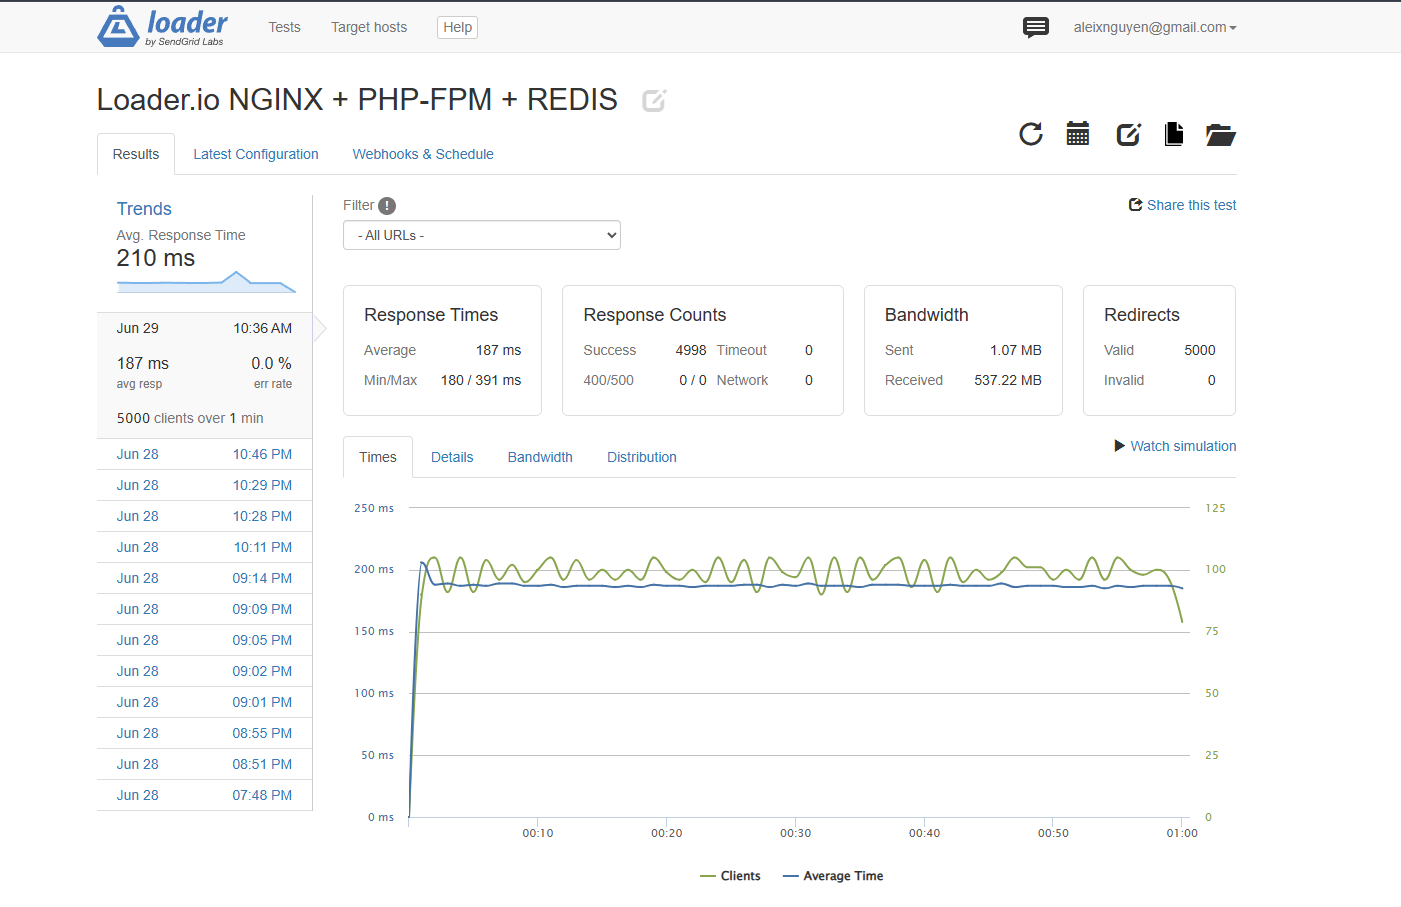 loader
by SendGrid Labs
Tests
Target hosts
Help
aleixnguyen@gmail.com
Loader.io NGINX + PHP-FPM + REDIS
Results
Latest Configuration
Webhooks & Schedule
Trends
Avg. Response Time
210 ms
Jun 29 10:36 AM
187 ms 0.0 %
avg resp err rate
5000 clients over 1 min
Jun 28 10:46 PM
Jun 28 10:29 PM
Jun 28 10:28 PM
Jun 28 10:11 PM
Jun 28 09:14 PM
Jun 28 09:09 PM
Jun 28 09:05 PM
Jun 28 09:02 PM
Jun 28 09:01 PM
Jun 28 08:55 PM
Jun 28 08:51 PM
Jun 28 07:48 PM
Filter !
- All URLs -
Share this test
Response Times
Average 187 ms
Min/Max 180 / 391 ms
Response Counts
Success 4998 Timeout 0
400/500 0 / 0 Network 0
Bandwidth
Sent 1.07 MB
Received 537.22 MB
Redirects
Valid 5000
Invalid 0
Times
Details
Bandwidth
Distribution
Watch simulation
250 ms 125
200 ms 100
150 ms 75
100 ms 50
50 ms 25
0 ms 0
00:10 00:20 00:30 00:40 00:50 01:00
Clients Average Time